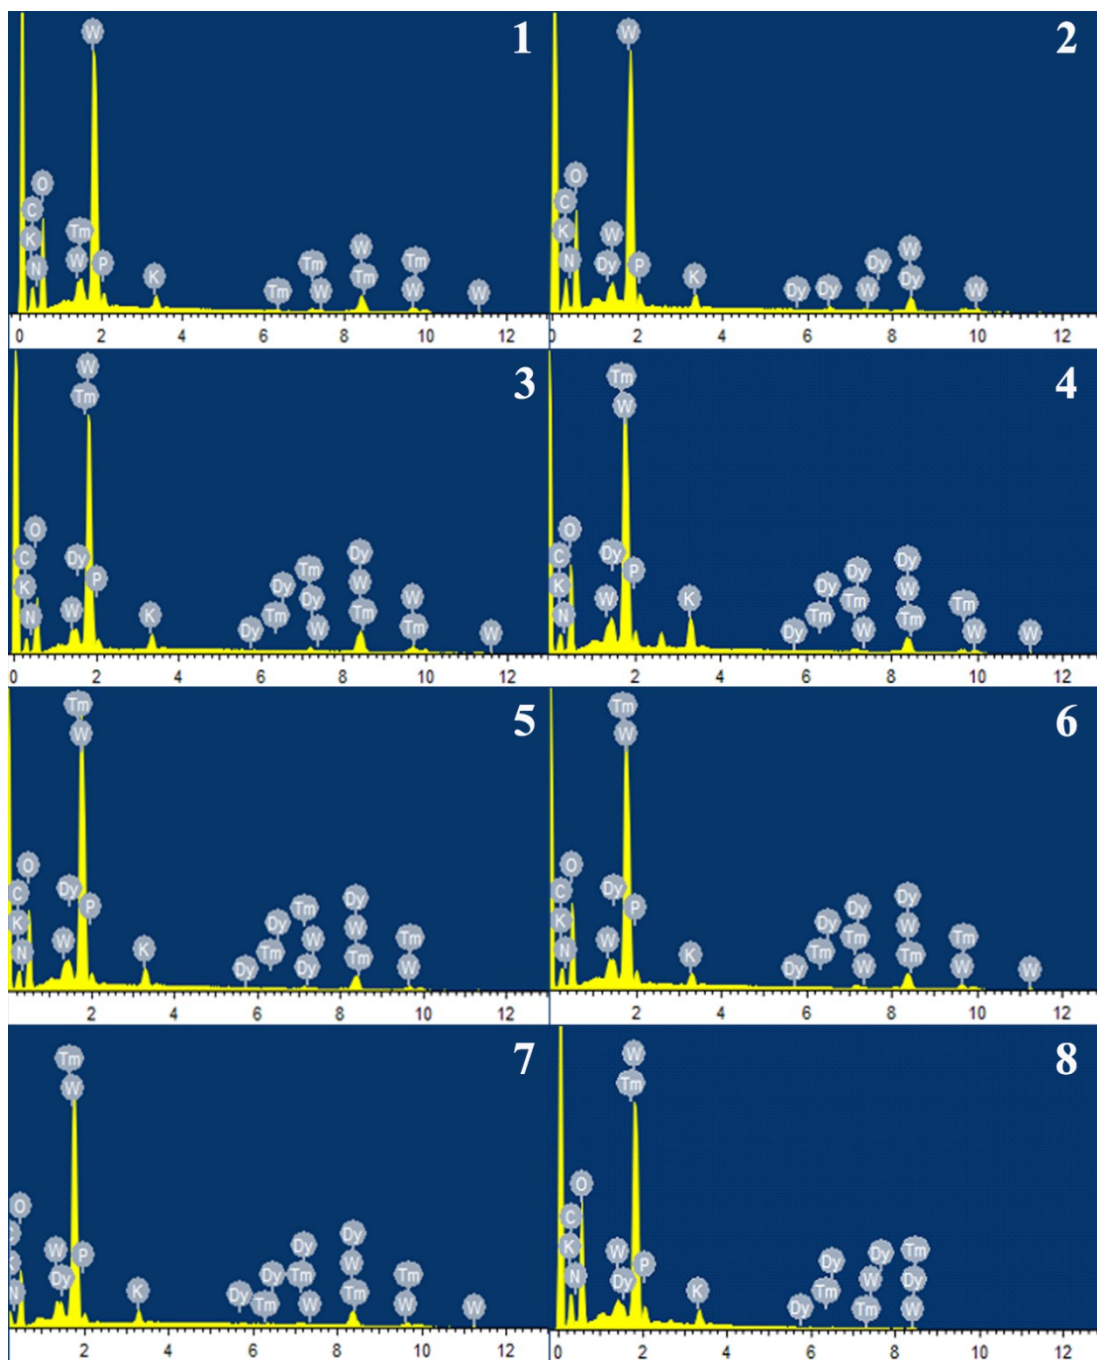 W 1
O
C Tm W
K W P Tm Tm
N K Tm
Tm W W W
0 2 4 6 8 10 12
W 2
O
C
K W W
N Dy P Dy
K Dy
Dy Dy W W
0 2 4 6 8 10 12
W 3
Tm
O
C Dy Dy
K P Tm W
Dy Dy W
N W K Tm Tm Tm
Dy W W
0 2 4 6 8 10 12
Tm 4
W
O
C Dy Dy
K P Dy Dy W
W K Tm Tm
N Tm W Tm
Dy W W W
2 4 6 8 10 12
Tm 5
W
O
C Dy Dy
K P Dy Tm W
W K Tm W Tm
N Dy Dy Tm W
2 4 6 8 10 12
Tm 6
W
O
C Dy Dy
K P Dy Dy W
W Tm Tm
N K Tm Tm
Dy W W W
2 4 6 8 10 12
Tm 7
W
O
C Dy Dy
W P W
K Dy Dy Tm Tm
N K Dy Tm
Tm W W W
2 4 6 8 10 12
W 8
Tm
O
C
K W Dy Dy Tm
N Dy P W Dy
K Tm
Dy Tm W
0 2 4 6 8 10 12